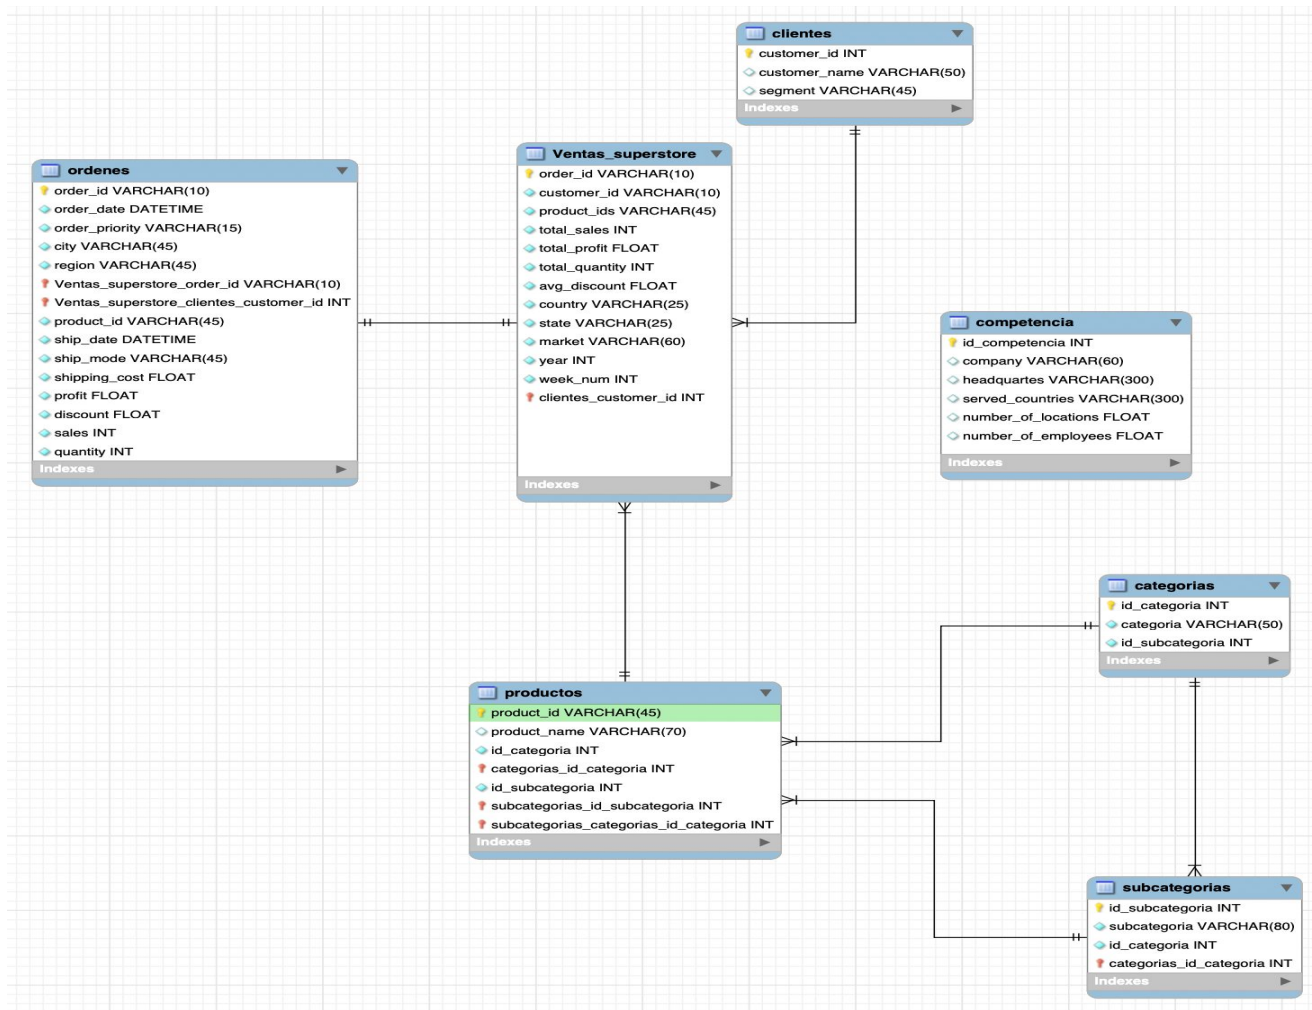 clientes
customer_id INT
customer_name VARCHAR(50)
segment VARCHAR(45)
Indexes
ordenes
order_id VARCHAR(10)
order_date DATETIME
order_priority VARCHAR(15)
city VARCHAR(45)
region VARCHAR(45)
Ventas_superstore_order_id VARCHAR(10)
Ventas_superstore_clientes_customer_id INT
product_id VARCHAR(45)
ship_date DATETIME
ship_mode VARCHAR(45)
shipping_cost FLOAT
profit FLOAT
discount FLOAT
sales INT
quantity INT
Indexes
Ventas_superstore
order_id VARCHAR(10)
customer_id VARCHAR(10)
product_ids VARCHAR(45)
total_sales INT
total_profit FLOAT
total_quantity INT
avg_discount FLOAT
country VARCHAR(25)
state VARCHAR(25)
market VARCHAR(60)
year INT
week_num INT
clientes_customer_id INT
Indexes
competencia
id_competencia INT
company VARCHAR(60)
headquartes VARCHAR(300)
served_countries VARCHAR(300)
number_of_locations FLOAT
number_of_employees FLOAT
Indexes
categorias
id_categoria INT
categoria VARCHAR(50)
id_subcategoria INT
Indexes
productos
product_id VARCHAR(45)
product_name VARCHAR(70)
id_categoria INT
categorias_id_categoria INT
id_subcategoria INT
subcategorias_id_subcategoria INT
subcategorias_categorias_id_categoria INT
Indexes
subcategorias
id_subcategoria INT
subcategoria VARCHAR(80)
id_categoria INT
categorias_id_categoria INT
Indexes